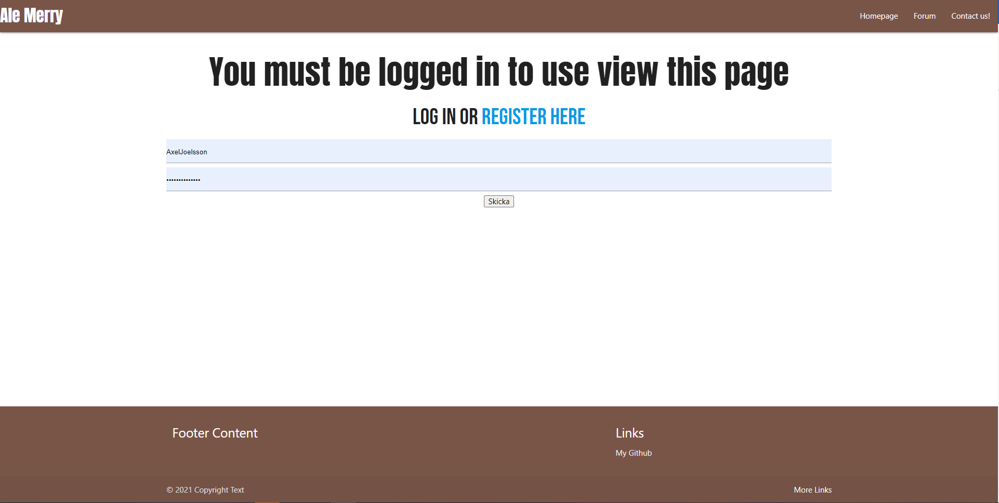 Ale Merry
Homepage Forum Contact us!
You must be logged in to use view this page
LOG IN OR REGISTER HERE
AxelJoelsson
••••••••••••••
Skicka
Footer Content
Links
My Github
© 2021 Copyright Text
More Links